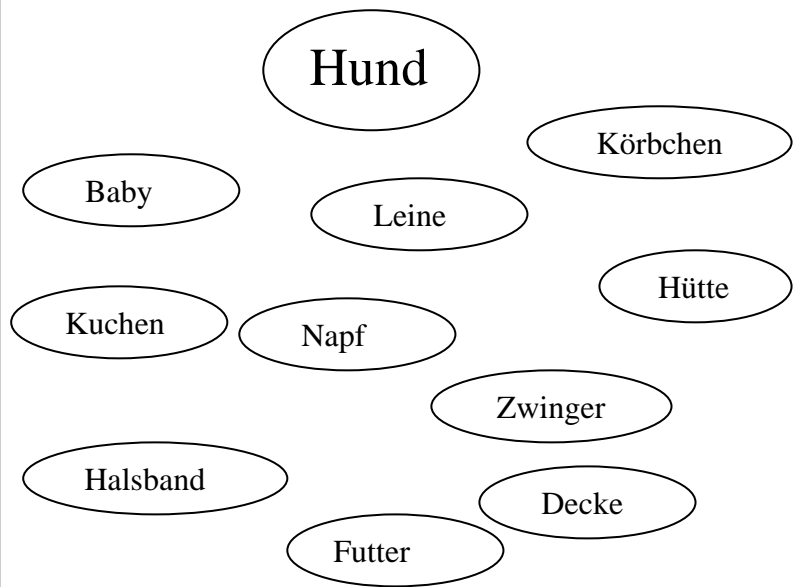 Hund
Körbchen
Baby
Leine
Hütte
Kuchen
Napf
Zwinger
Halsband
Decke
Futter